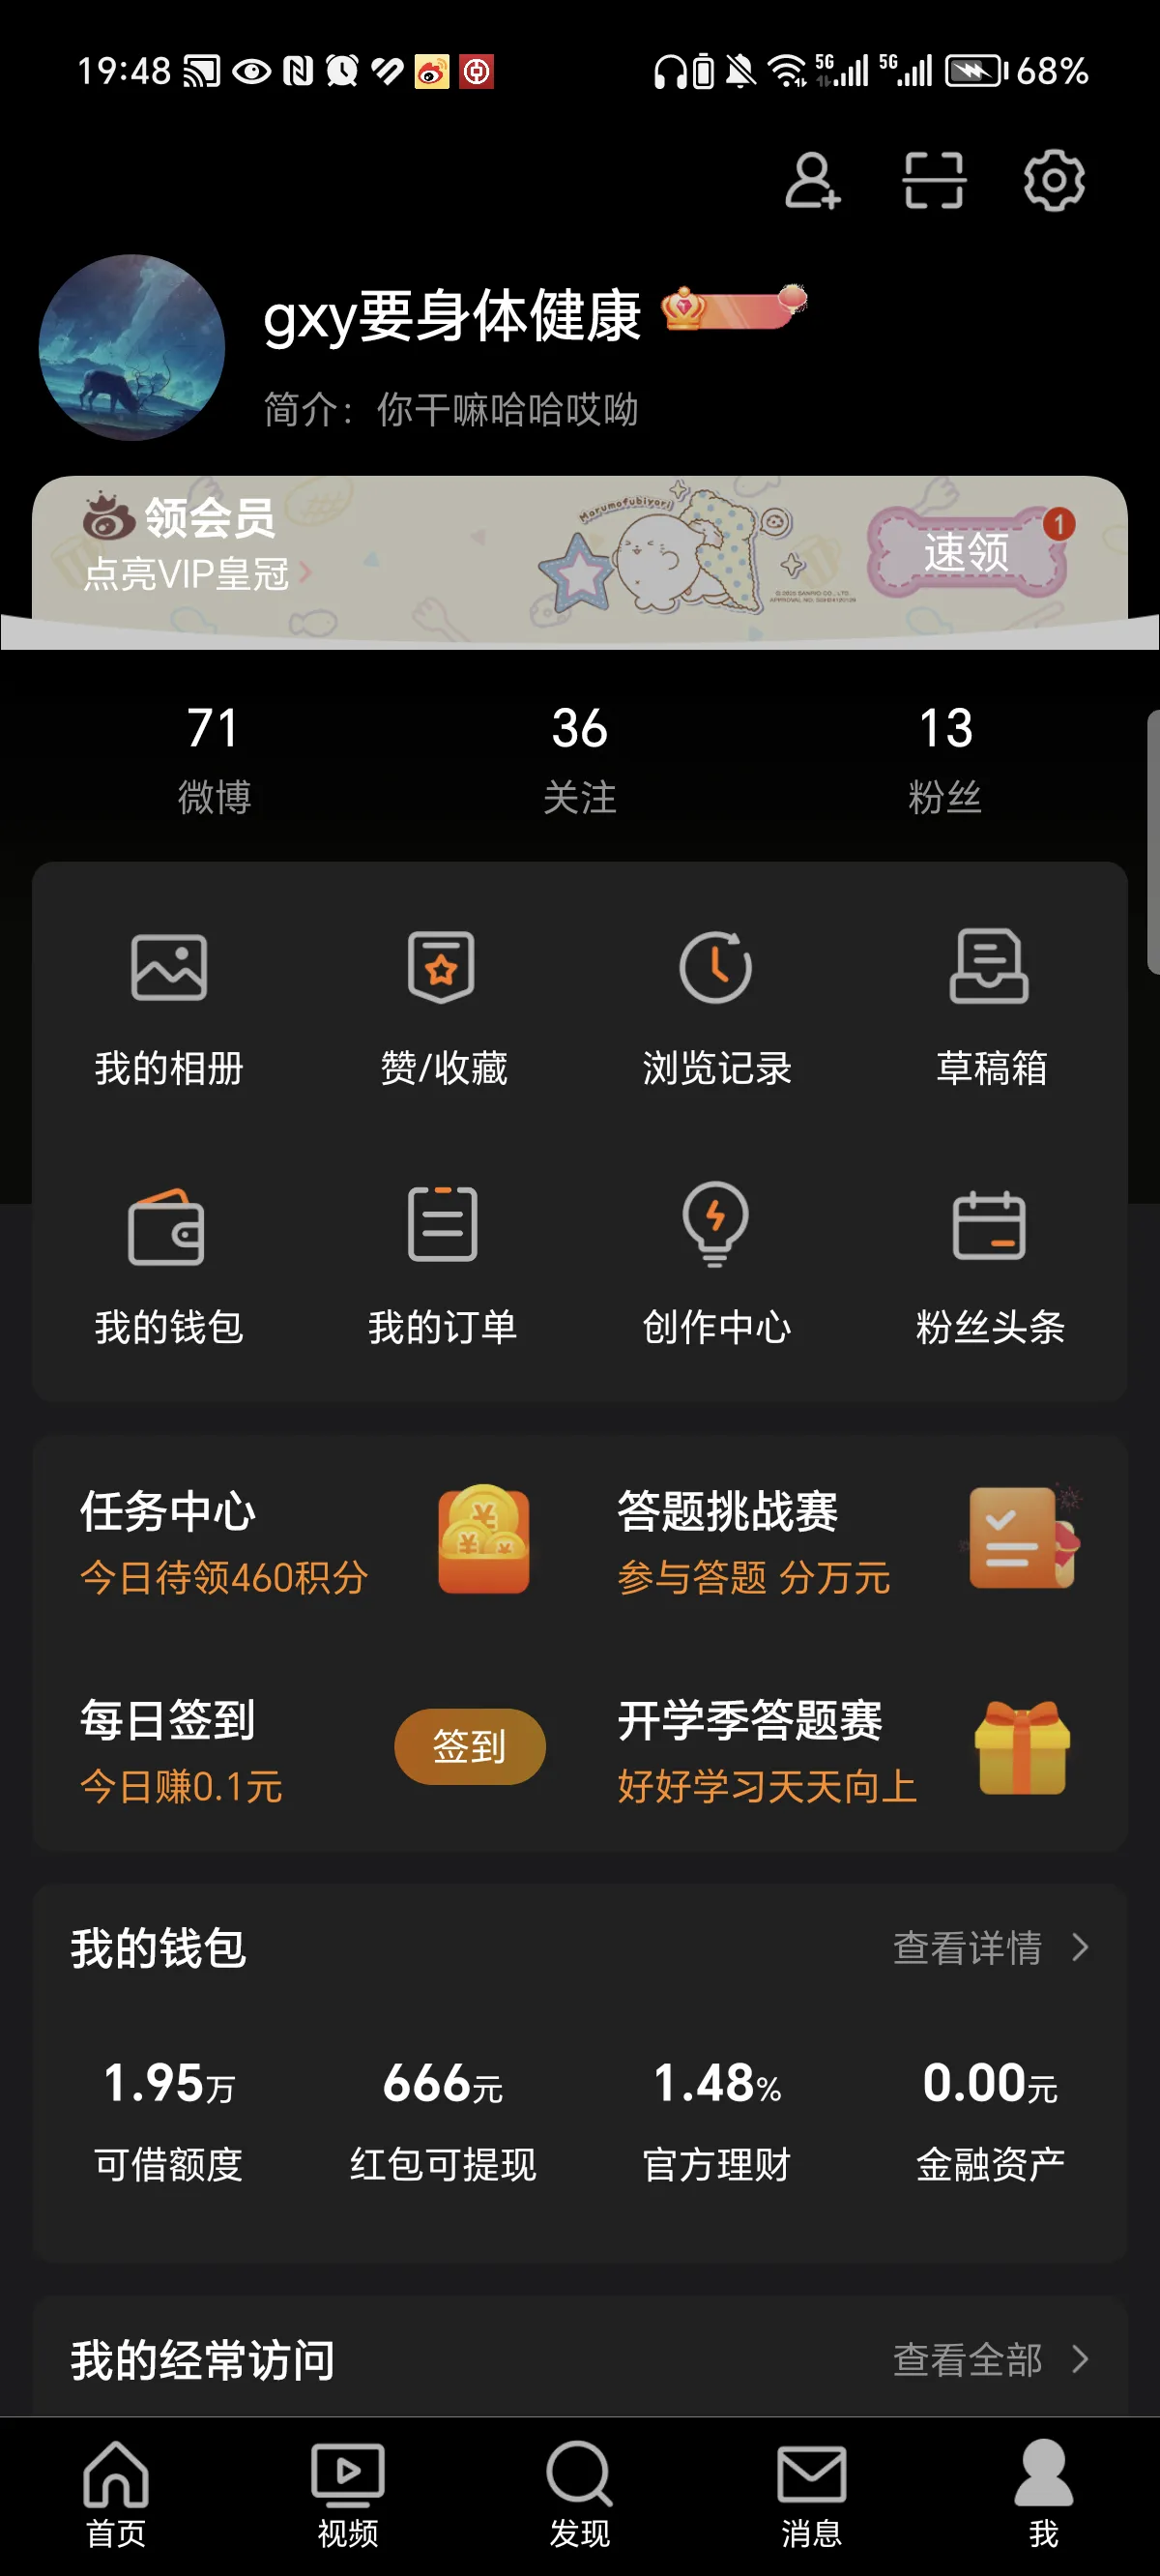 19:48 5G 5G 68%
gxy要身体健康
简介：你干嘛哈哈哎呦
领会员
点亮VIP皇冠
Marumofubiyori
速领
1
71 36 13
微博 关注 粉丝
我的相册 赞/收藏 浏览记录 草稿箱
我的钱包 我的订单 创作中心 粉丝头条
任务中心 答题挑战赛
今日待领460积分 参与答题 分万元
每日签到 签到 开学季答题赛
今日赚0.1元 好好学习天天向上
我的钱包 查看详情
1.95万 666元 1.48% 0.00元
可借额度 红包可提现 官方理财 金融资产
我的经常访问 查看全部
首页 视频 发现 消息 我